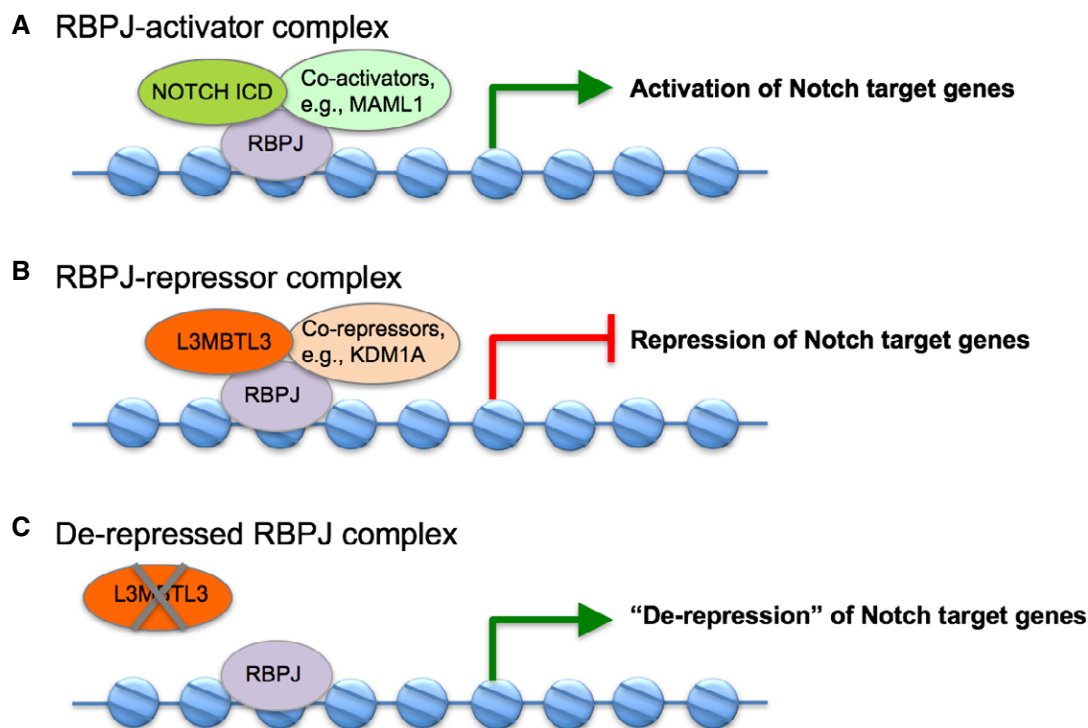 A RBPJ-activator complex
NOTCH ICD
Co-activators,
e.g., MAML1
RBPJ
Activation of Notch target genes
B RBPJ-repressor complex
L3MBTL3
Co-repressors,
e.g., KDM1A
RBPJ
Repression of Notch target genes
C De-repressed RBPJ complex
L3MBTL3
RBPJ
“De-repression” of Notch target genes